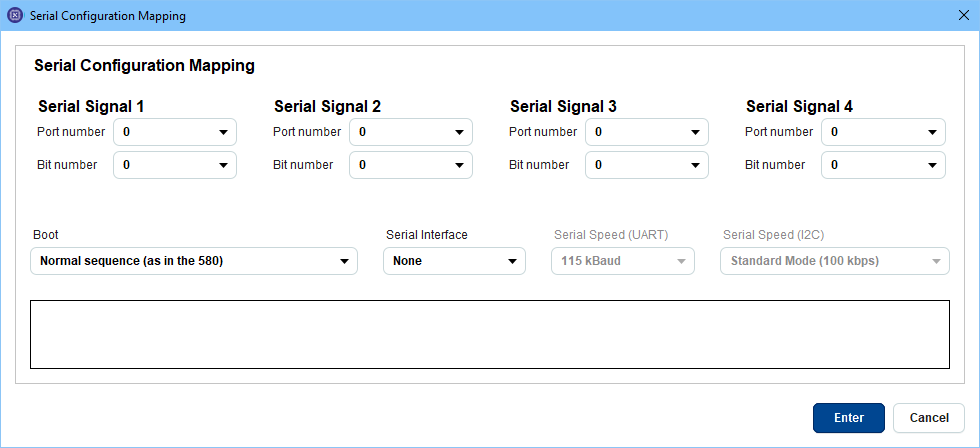 Serial Configuration Mapping
Serial Configuration Mapping
Serial Signal 1 Serial Signal 2 Serial Signal 3 Serial Signal 4
Port number 0 Port number 0 Port number 0 Port number 0
Bit number 0 Bit number 0 Bit number 0 Bit number 0
Boot Serial Interface Serial Speed (UART) Serial Speed (I2C)
Normal sequence (as in the 580) None 115 kBaud Standard Mode (100 kbps)
Enter Cancel